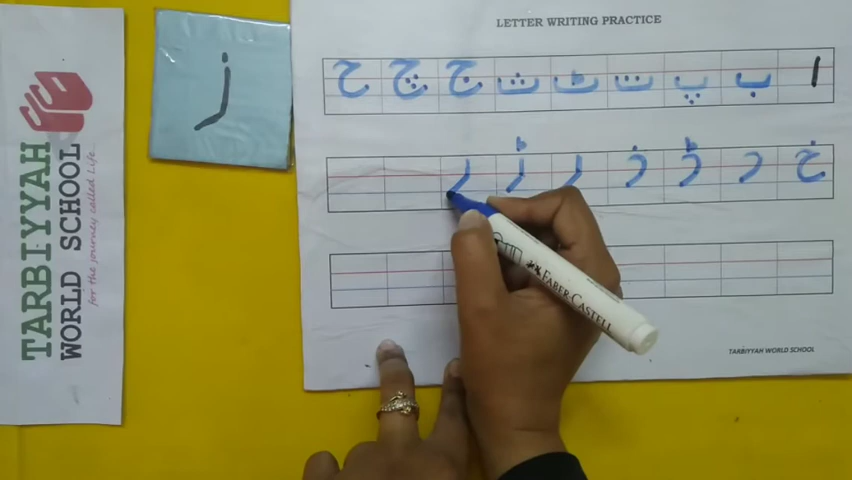 LETTER WRITING PRACTICE
ا ب پ ت ٹ ث ج چ ح
خ د ڈ ذ ر ڑ ر
ز
TARBIYYAH
WORLD SCHOOL
for the journey called Life.
FABER-CASTELL
TARBIYYAH WORLD SCHOOL